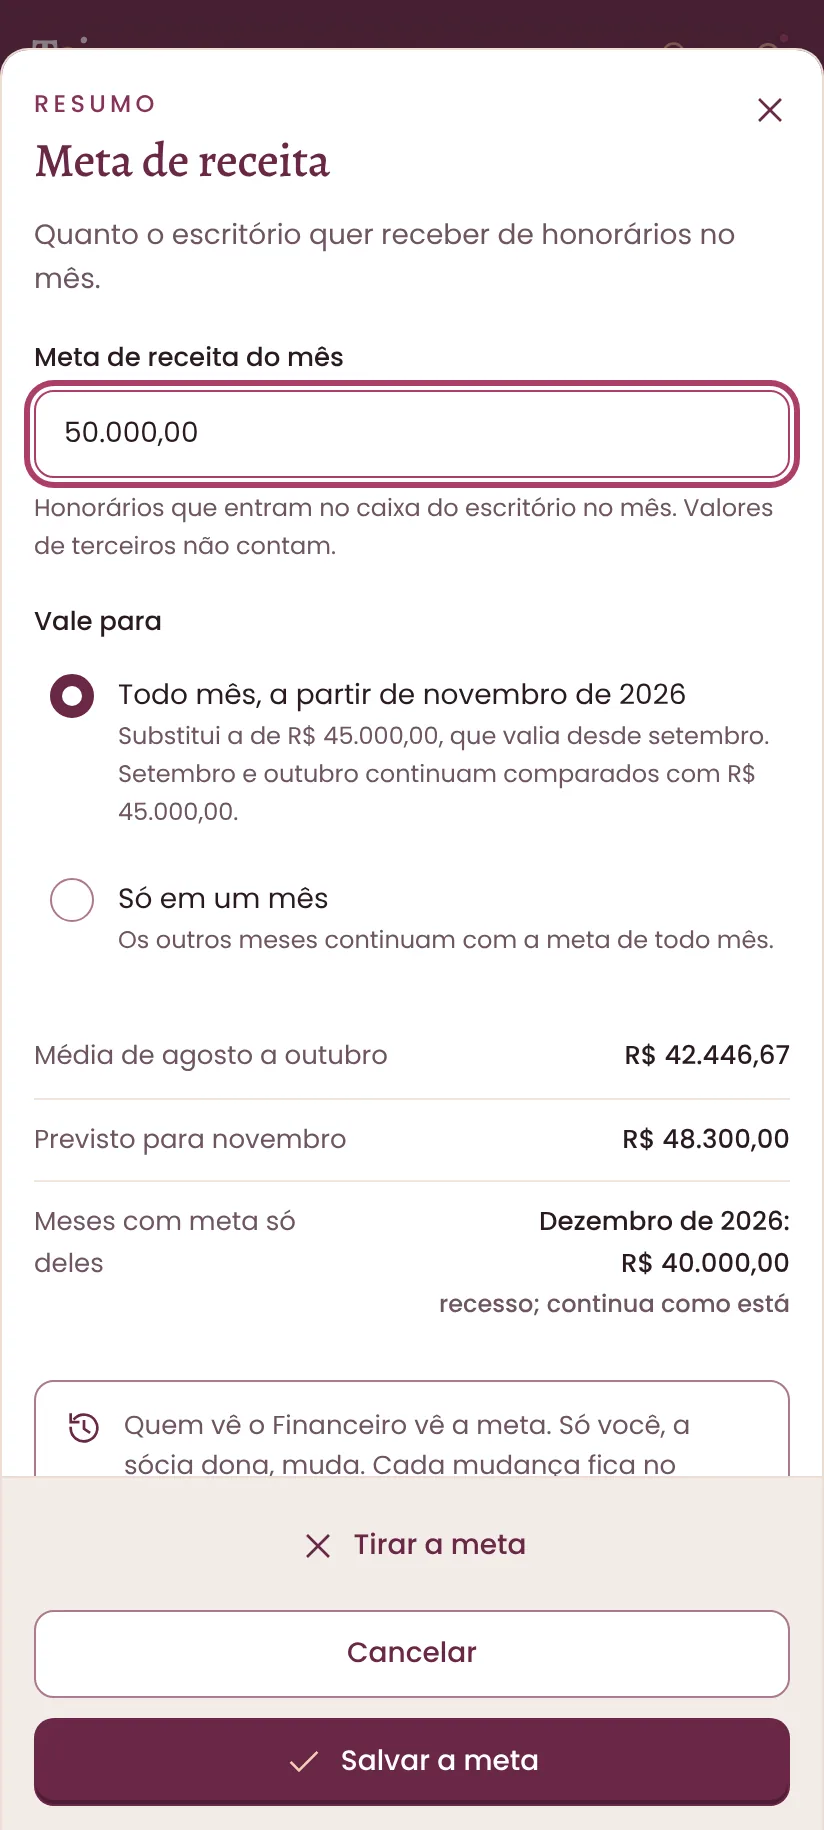 RESUMO
Meta de receita
Quanto o escritório quer receber de honorários no
mês.
Meta de receita do mês
50.000,00
Honorários que entram no caixa do escritório no mês. Valores
de terceiros não contam.
Vale para
Todo mês, a partir de novembro de 2026
Substitui a de R$ 45.000,00, que valia desde setembro.
Setembro e outubro continuam comparados com R$
45.000,00.
Só em um mês
Os outros meses continuam com a meta de todo mês.
Média de agosto a outubro R$ 42.446,67
Previsto para novembro R$ 48.300,00
Meses com meta só Dezembro de 2026:
deles R$ 40.000,00
recesso; continua como está
Quem vê o Financeiro vê a meta. Só você, a
sócia dona, muda. Cada mudança fica no
Tirar a meta
Cancelar
Salvar a meta